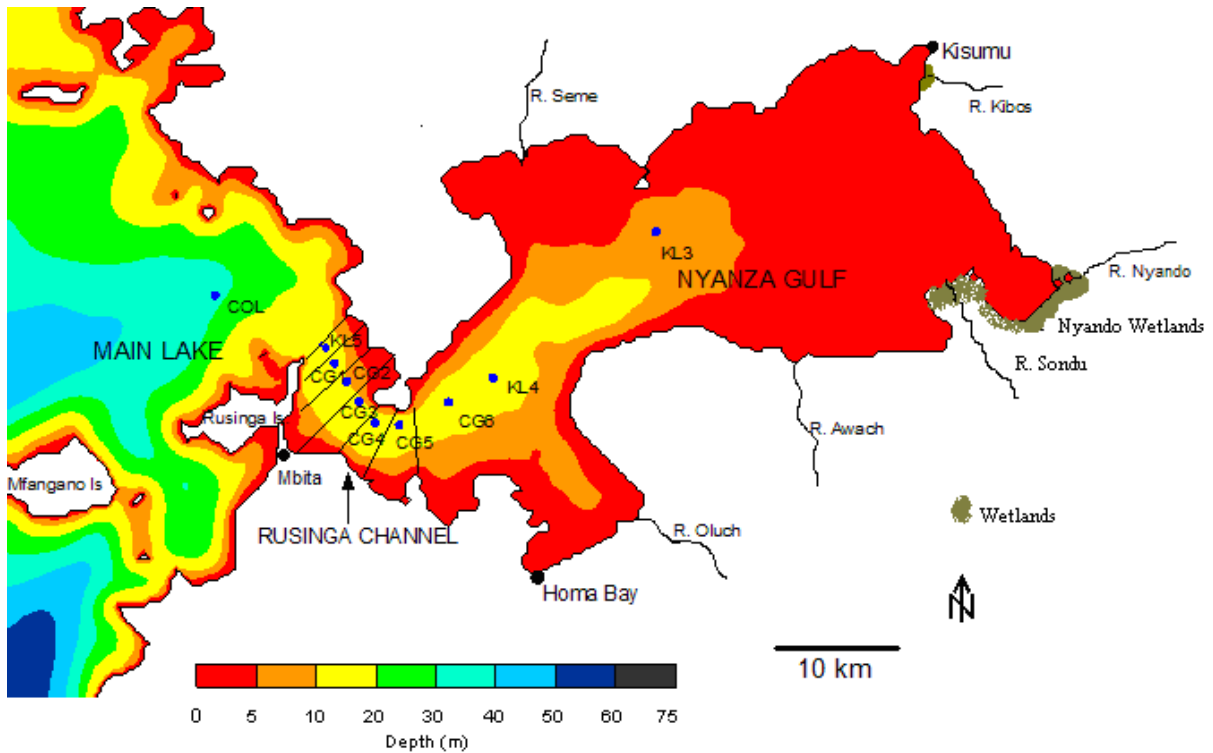 Kisumu
R. Seme
R. Kibos
KL3
NYANZA GULF
R. Nyando
COL
Nyando Wetlands
MAIN LAKE
KL5
R. Sondu
CG1
CG2
KL4
CG3
CG6
Rusinga Is
CG4
CG5
R. Awach
Mbita
Mfangano Is
Wetlands
RUSINGA CHANNEL
R. Oluch
Homa Bay
N
10 km
0 5 10 20 30 40 50 60 75
Depth (m)